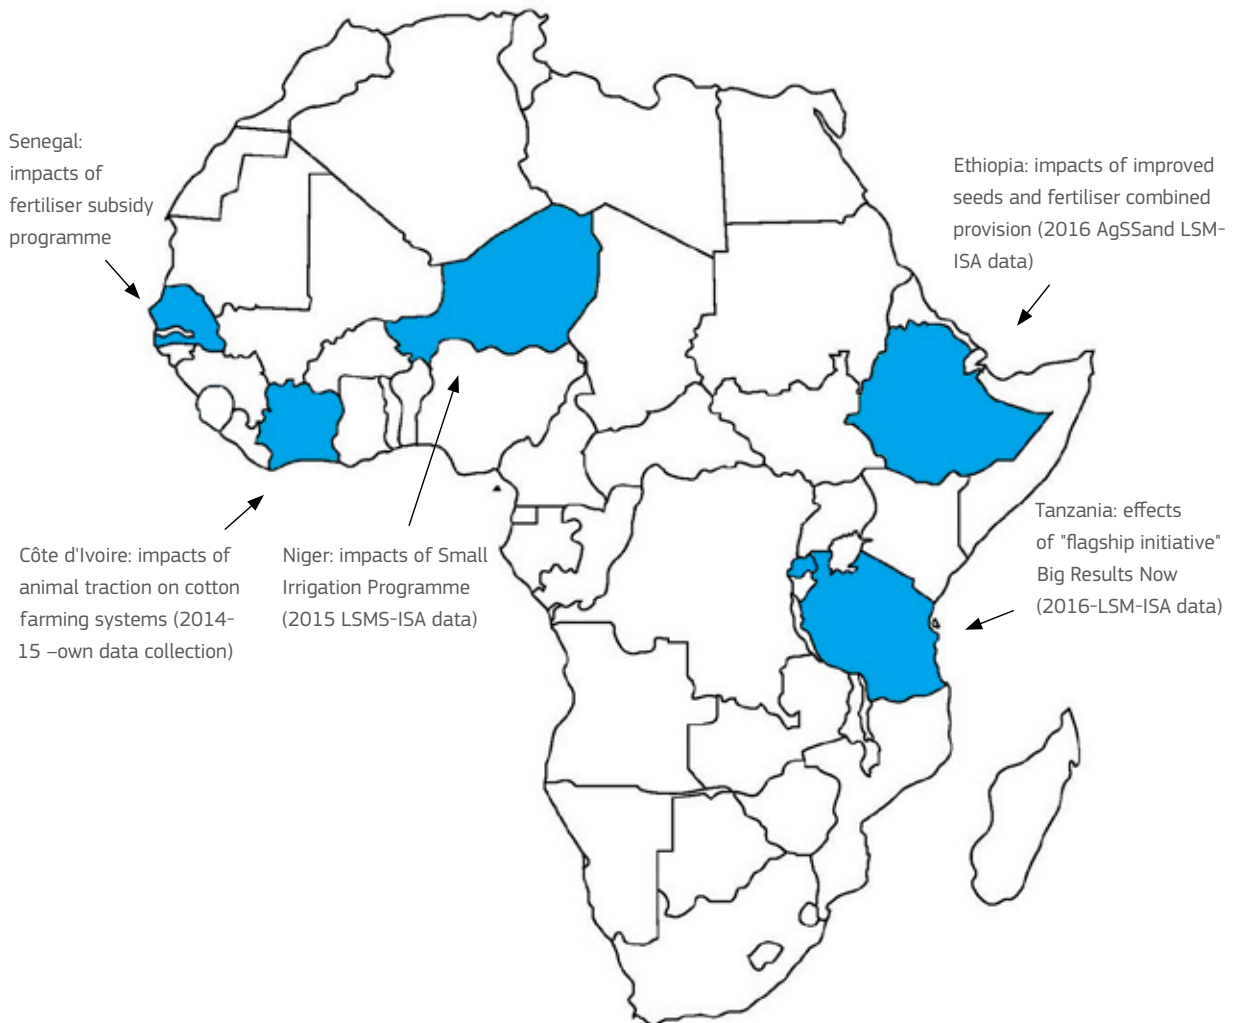 Senegal:
impacts of
fertiliser subsidy
programme
Ethiopia: impacts of improved
seeds and fertiliser combined
provision (2016 AgSSand LSM-
ISA data)
Côte d'Ivoire: impacts of
animal traction on cotton
farming systems (2014-
15 –own data collection)
Niger: impacts of Small
Irrigation Programme
(2015 LSMS-ISA data)
Tanzania: effects
of "flagship initiative"
Big Results Now
(2016-LSM-ISA data)